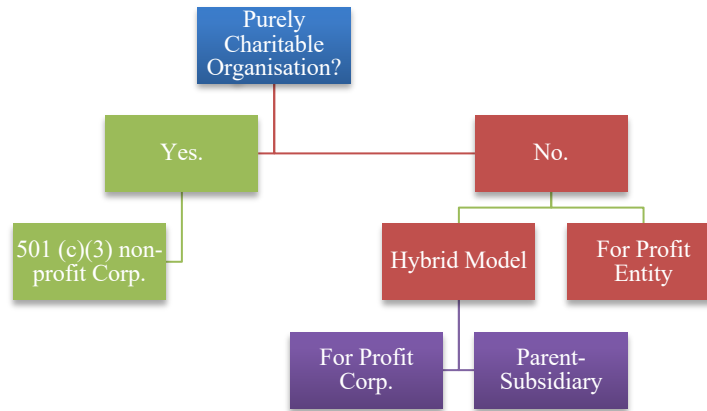 Purely
Charitable
Organisation?
Yes.
No.
501 (c)(3) non-
profit Corp.
Hybrid Model
For Profit
Entity
For Profit
Corp.
Parent-
Subsidiary